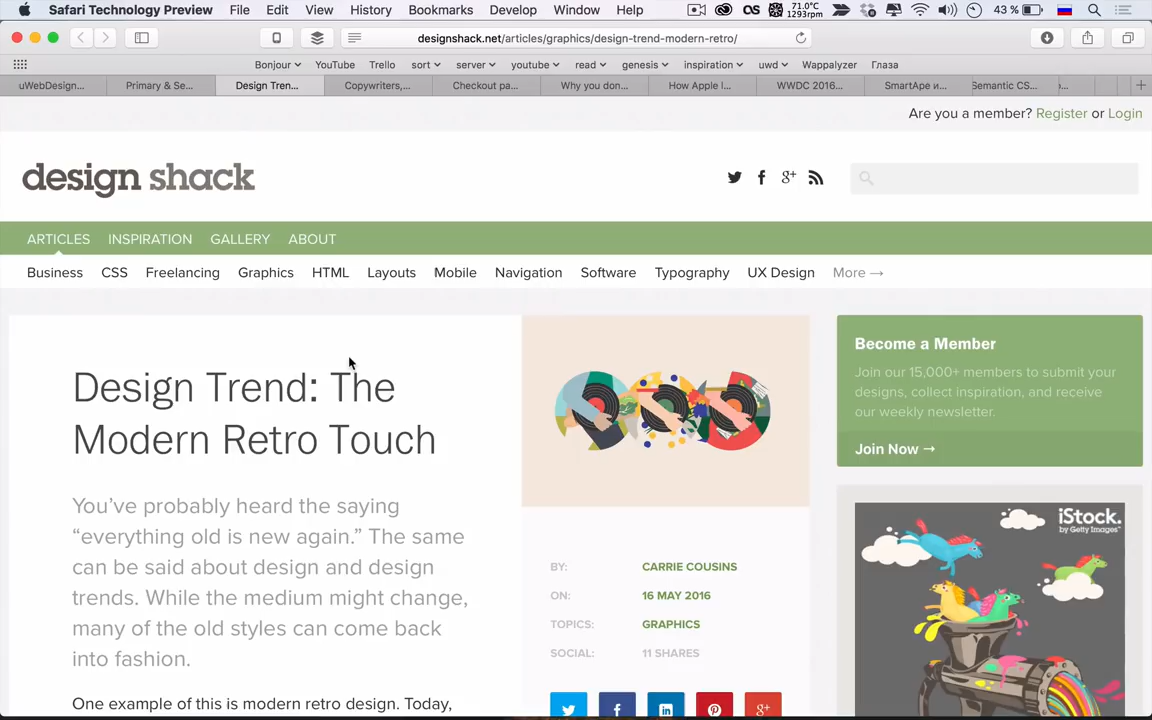 Safari Technology Preview File Edit View History Bookmarks Develop Window Help 71.0°C 1293rpm 43 %
designshack.net/articles/graphics/design-trend-modern-retro/
Bonjour YouTube Trello sort server youtube read genesis inspiration uwd Wappalyzer Глаза
uWebDesign... Primary & Se... Design Tren... Copywriters,... Checkout pa... Why you don... How Apple I... WWDC 2016... SmartApe и... Semantic CS...
Are you a member? Register or Login
design shack
ARTICLES INSPIRATION GALLERY ABOUT
Business CSS Freelancing Graphics HTML Layouts Mobile Navigation Software Typography UX Design More →
Design Trend: The
Modern Retro Touch
You’ve probably heard the saying
“everything old is new again.” The same
can be said about design and design
trends. While the medium might change,
many of the old styles can come back
into fashion.
One example of this is modern retro design. Today,
BY: CARRIE COUSINS
ON: 16 MAY 2016
TOPICS: GRAPHICS
SOCIAL: 11 SHARES
Become a Member
Join our 15,000+ members to submit your
designs, collect inspiration, and receive
our weekly newsletter.
Join Now →
iStock.
by Getty Images™